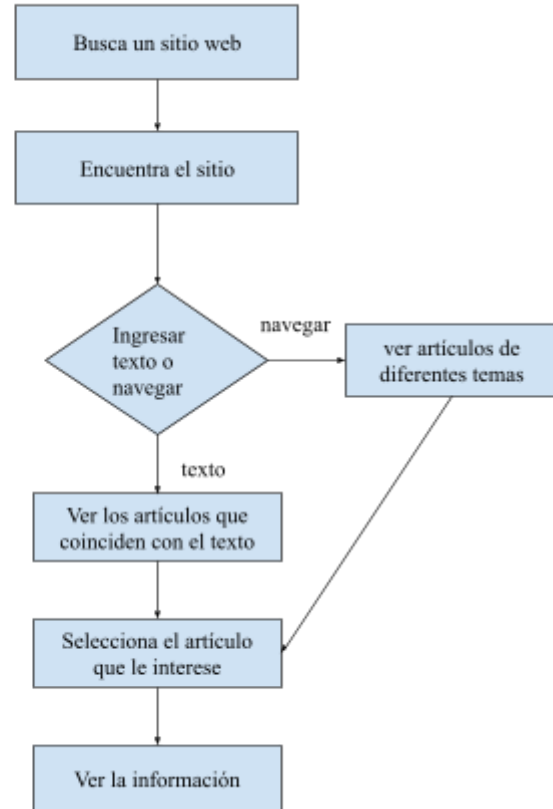 Busca un sitio web
Encuentra el sitio
Ingresar
texto o
navegar
navegar
ver artículos de
diferentes temas
texto
Ver los artículos que
coinciden con el texto
Selecciona el artículo
que le interese
Ver la información